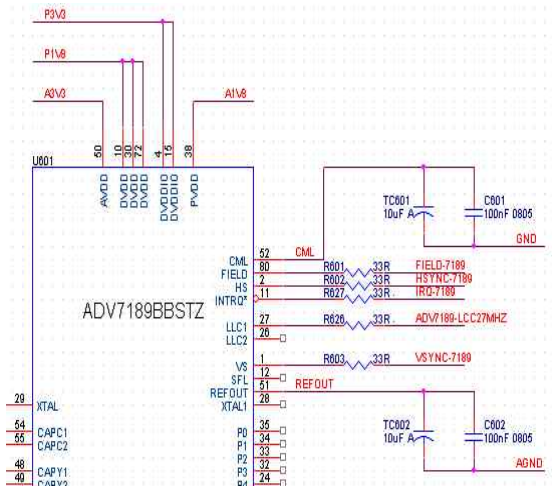 P3V3
P1V8
A3V3
A1V8
50
10
30
72
4
15
38
U601
AVDD
DVDD
DVDD
DVDD
DVDDIO
DVDDIO
PVDD
TC601
10uF A
C601
100nF 0805
GND
CML 52 CML
FIELD 80 R601 33R FIELD-7189
HS 2 R602 33R HSYNC-7189
INTRQ* 11 R627 33R IRQ-7189
ADV7189BBSTZ
LLC1 27 R626 33R ADV7189-LCC27MHZ
LLC2 26
VS 1 R603 33R VSYNC-7189
SFL 12
REFOUT 51 REFOUT
29 XTAL
XTAL1 28
54 CAPC1
55 CAPC2
P0 35
P1 34
P2 33
P3 32
P4 24
TC602
10uF A
C602
100nF 0805
AGND
48 CAPY1
49 CAPY2